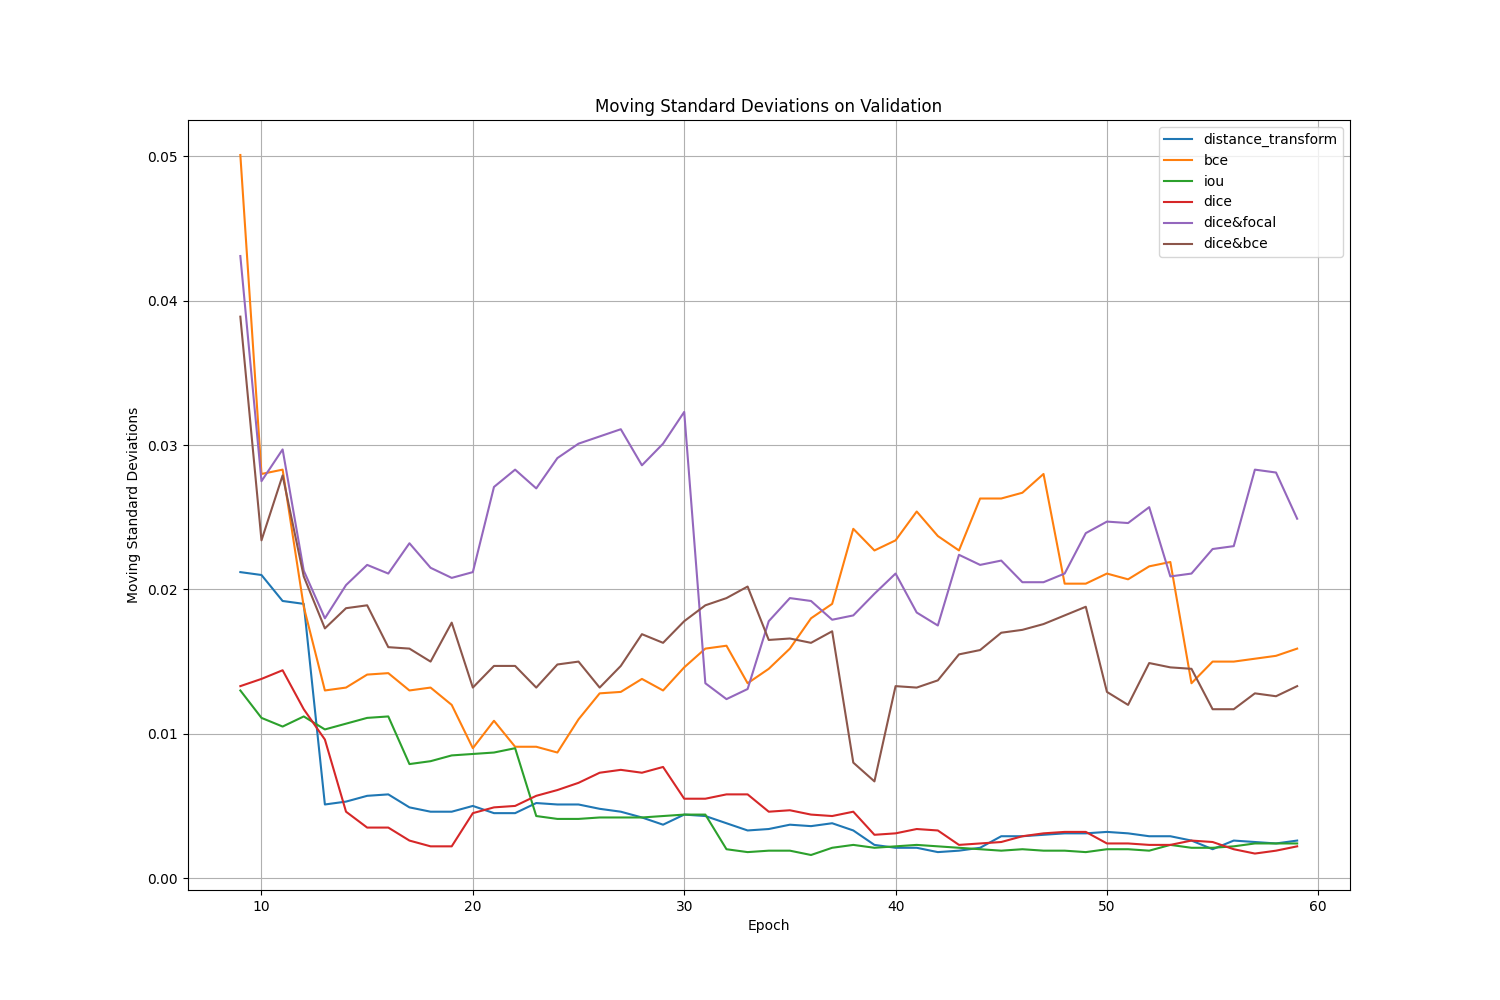 Moving Standard Deviations on Validation
distance_transform
bce
iou
dice
dice&focal
dice&bce
Moving Standard Deviations
0.05
0.04
0.03
0.02
0.01
0.00
10 20 30 40 50 60
Epoch